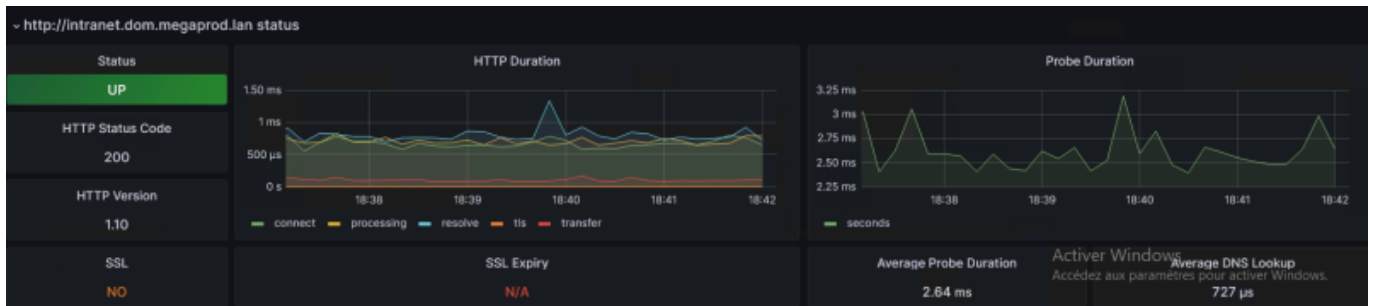 http://intranet.dom.megaprod.lan status
Status
UP
HTTP Status Code
200
HTTP Version
1.10
HTTP Duration
1.50 ms
1 ms
500 µs
0 s
18:38 18:39 18:40 18:41 18:42
connect processing resolve tls transfer
Probe Duration
3.25 ms
3 ms
2.75 ms
2.50 ms
2.25 ms
18:38 18:39 18:40 18:41 18:42
seconds
SSL
NO
SSL Expiry
N/A
Average Probe Duration
2.64 ms
Activer Windows
Accédez aux paramètres pour activer Windows.
Average DNS Lookup
727 µs